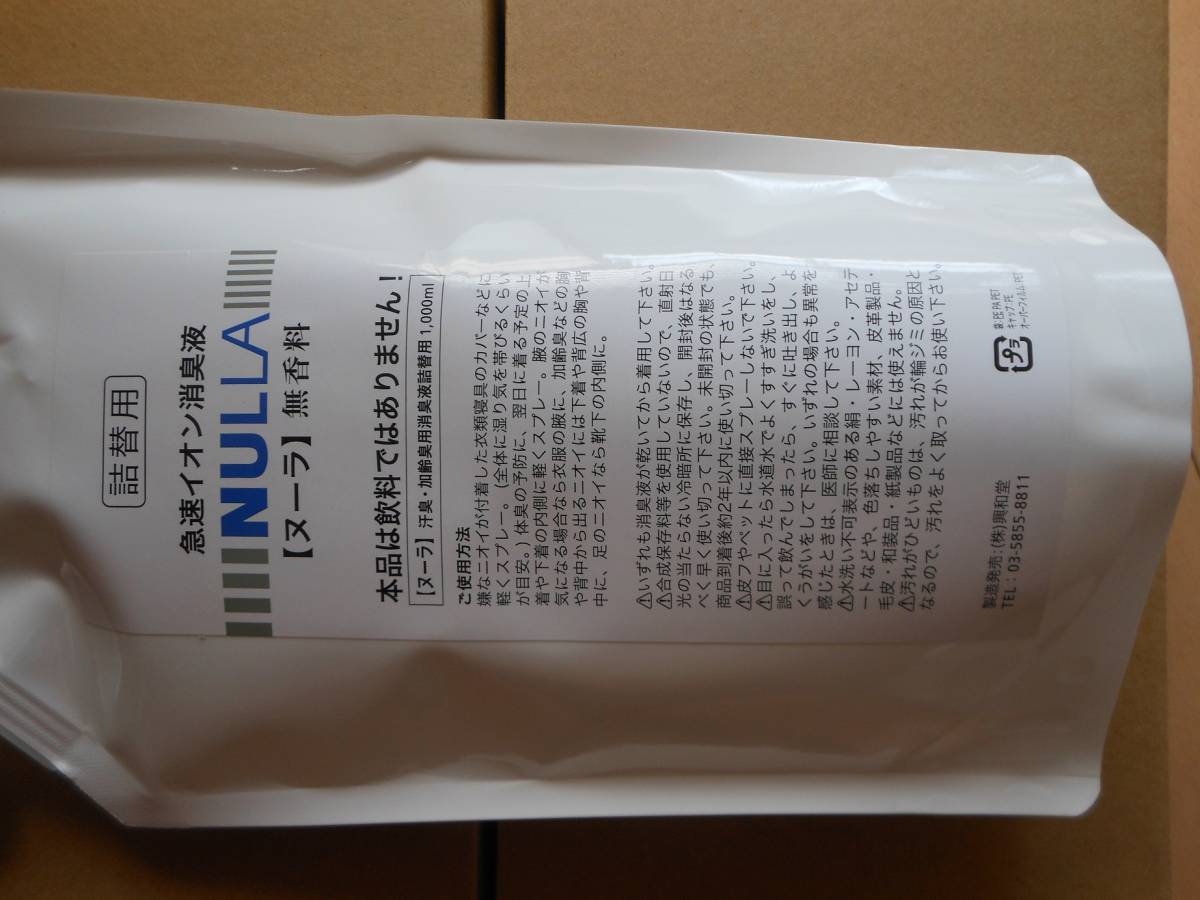 詰替用
急速イオン消臭液
NULLA
【ヌーラ】無香料
本品は飲料ではありません！
【ヌーラ】汗臭・加齢臭用消臭液詰替用1,000ml
ご使用方法
嫌なニオイが付着した衣類寝具のカバーなどに
軽くスプレー。（全体に湿り気を帯びるくらい
が目安。）体臭の予防に、翌日に着る予定の上
着や下着の内側に軽くスプレー。腋のニオイが
気になる場合なら衣服の腋に、加齢臭などの胸
や背中から出るニオイには下着や背広の胸や背
中に、足のニオイなら靴下の内側に。
⚠いずれも消臭液が乾いてから着用して下さい。
⚠合成保存料等を使用していないので、直射日
光の当たらない冷暗所に保存し、開封後はなる
べく早く使い切って下さい。未開封の状態でも、
商品到着後約2年以内に使い切って下さい。
⚠皮フやペットに直接スプレーしないで下さい。
⚠目に入ったら水道水でよくすすぎ洗いをし、
誤って飲んでしまったら、すぐに吐き出し、よ
くうがいをして下さい。いずれの場合も異常を
感じたときは、医師に相談して下さい。
⚠水洗い不可表示のある絹・レーヨン・アセテ
ートなどや、色落ちしやすい素材、皮革製品・
毛皮・和装品・紙製品などには使えません。
⚠汚れがひどいものは、汚れが輪ジミの原因と
なるので、汚れをよく取ってからお使い下さい。
製造発売：(株)興和堂
TEL：03-5855-8811
プラ
袋:PE,PA,PET
キャップ:PE
オーバーフィルム:PET